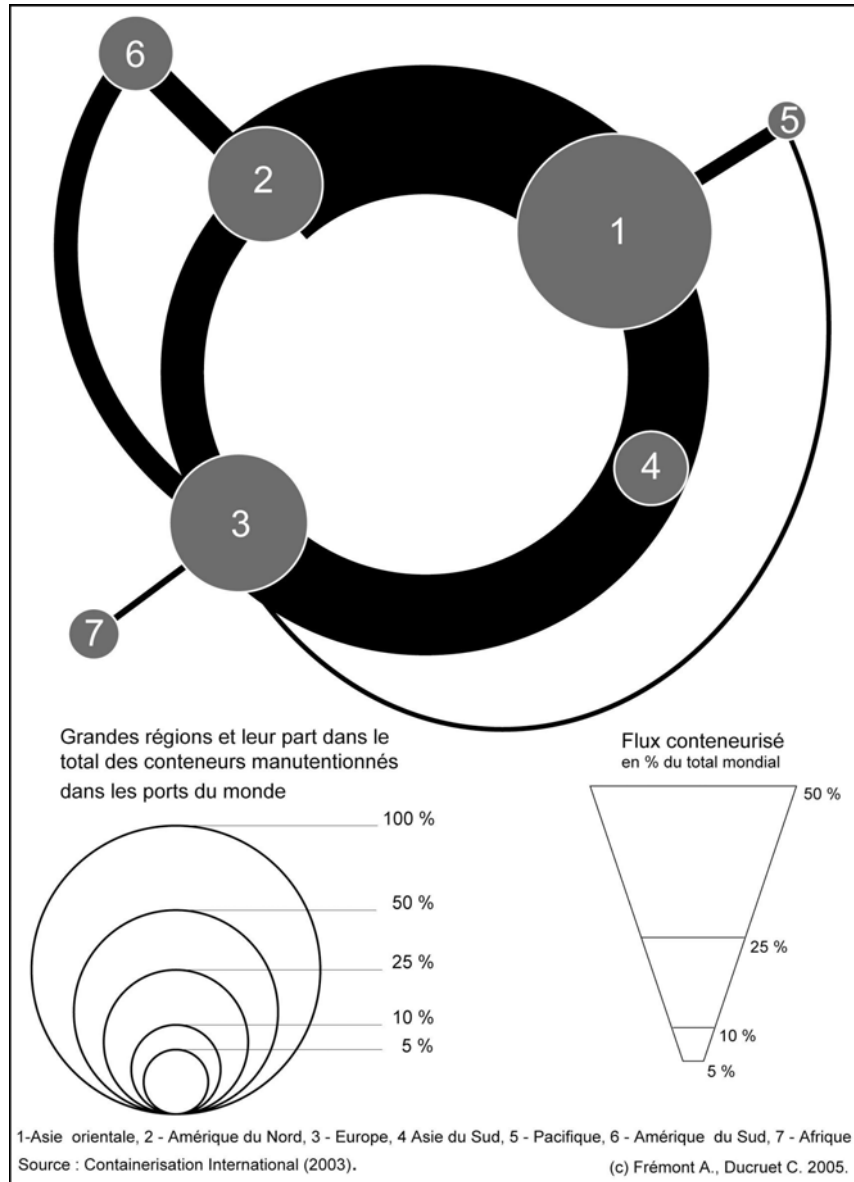 6
5
2
1
4
3
7
Grandes régions et leur part dans le
total des conteneurs manutentionnés
dans les ports du monde
100 %
50 %
25 %
10 %
5 %
Flux conteneurisé
en % du total mondial
50 %
25 %
10 %
5 %
1-Asie orientale, 2 - Amérique du Nord, 3 - Europe, 4 Asie du Sud, 5 - Pacifique, 6 - Amérique du Sud, 7 - Afrique
Source : Containerisation International (2003).
(c) Frémont A., Ducruet C. 2005.